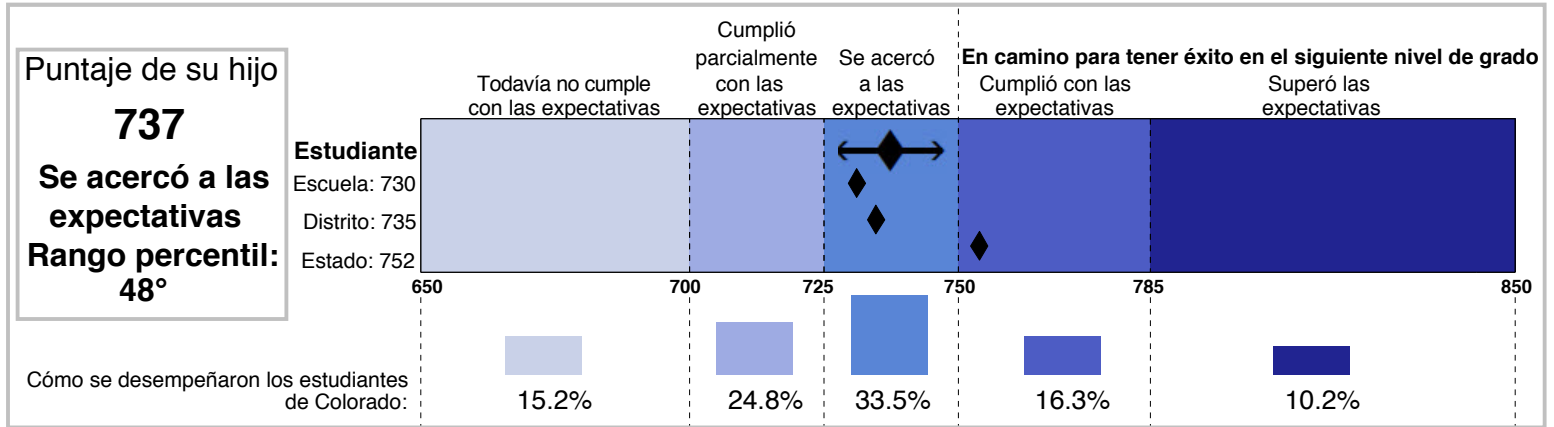 Puntaje de su hijo
737
Se acercó a las
expectativas
Rango percentil:
48°
Todavía no cumple
con las expectativas
Cumplió
parcialmente
con las
expectativas
Se acercó
a las
expectativas
En camino para tener éxito en el siguiente nivel de grado
Cumplió con las
expectativas
Superó las
expectativas
Estudiante
Escuela: 730
Distrito: 735
Estado: 752
650 700 725 750 785 850
Cómo se desempeñaron los estudiantes
de Colorado:
15.2% 24.8% 33.5% 16.3% 10.2%